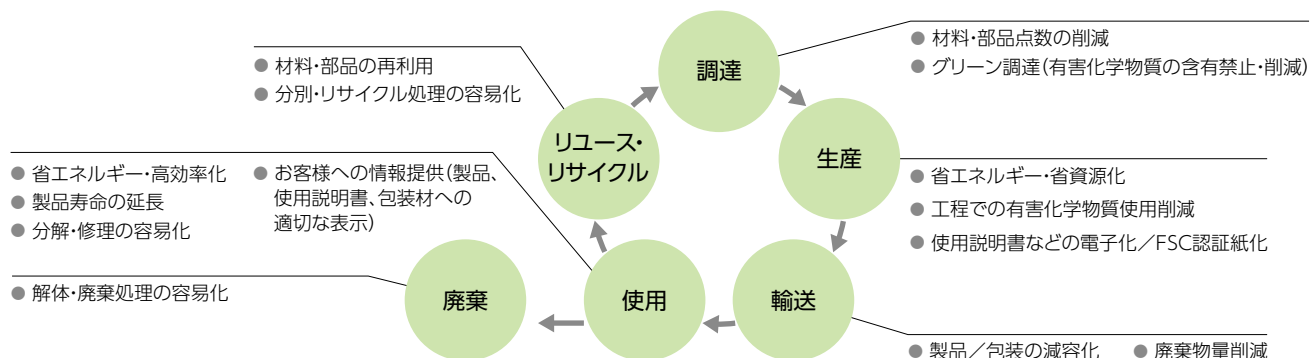 調達
● 材料・部品点数の削減
● グリーン調達(有害化学物質の含有禁止・削減)
生産
● 省エネルギー・省資源化
● 工程での有害化学物質使用削減
● 使用説明書などの電子化／FSC認証紙化
輸送
● 製品／包装の減容化
● 廃棄物量削減
使用
● 省エネルギー・高効率化
● 製品寿命の延長
● 分解・修理の容易化
● お客様への情報提供(製品、
使用説明書、包装材への
適切な表示)
廃棄
● 解体・廃棄処理の容易化
リユース・
リサイクル
● 材料・部品の再利用
● 分別・リサイクル処理の容易化